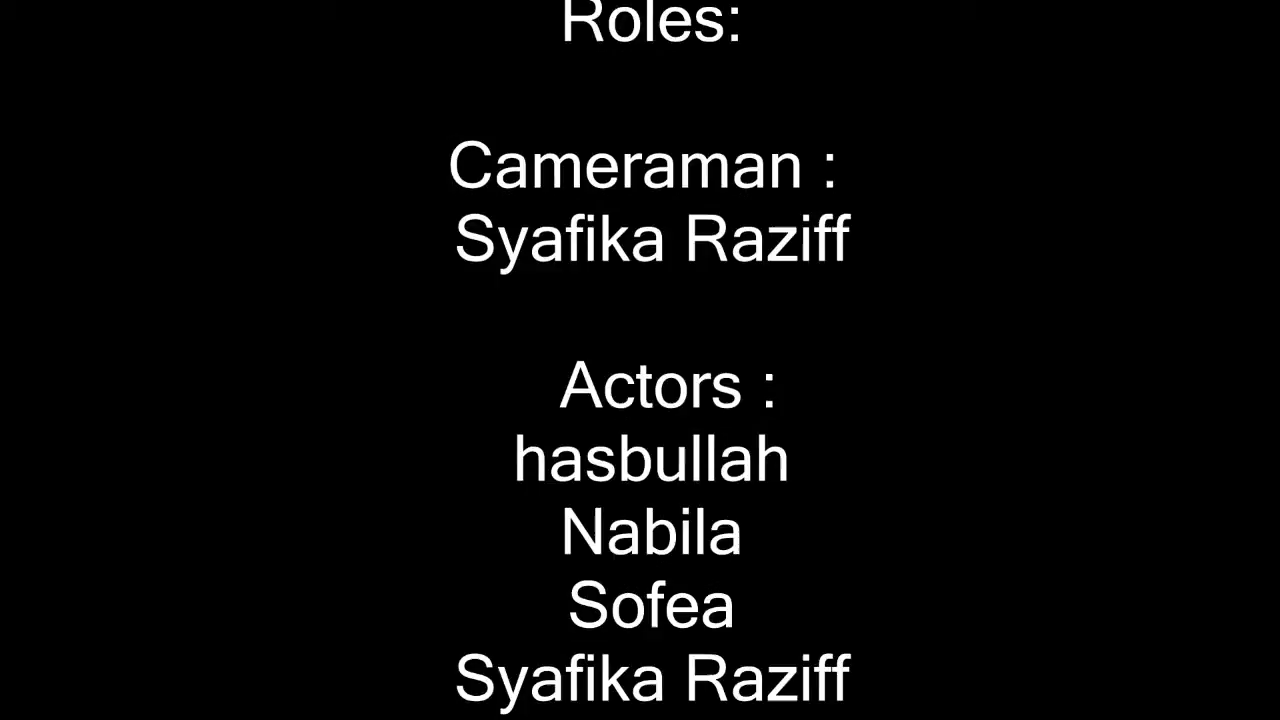 Roles:
Cameraman :
Syafika Raziff
Actors :
hasbullah
Nabila
Sofea
Syafika Raziff